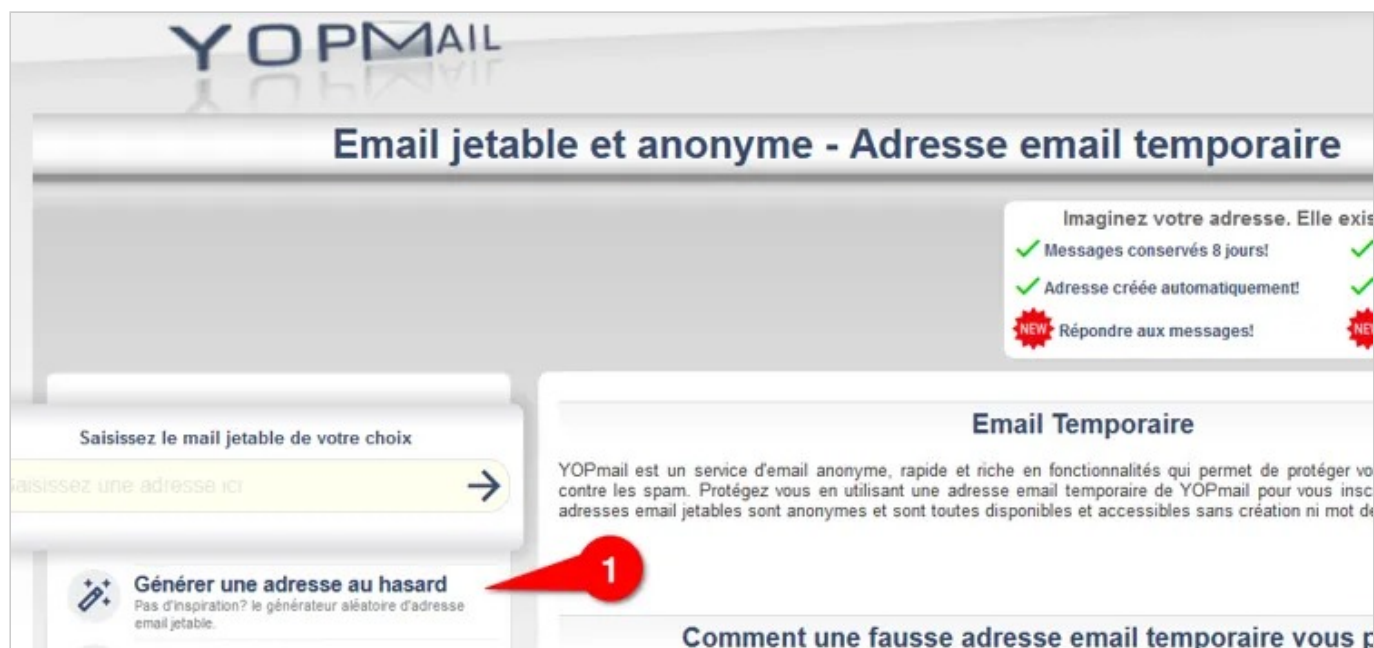 YOPMAIL
Email jetable et anonyme - Adresse email temporaire
Imaginez votre adresse. Elle
Messages conservés 8 jours!
Adresse créée automatiquement!
NEW Répondre aux messages!
Saisissez le mail jetable de votre choix
Saisissez une adresse ici
Générer une adresse au hasard
Pas d'inspiration? le générateur aléatoire d'adresse
email jetable.
1
Email Temporaire
YOPmail est un service d'email anonyme, rapide et riche en fonctionnalités qui permet de protéger
contre les spam. Protégez vous en utilisant une adresse email temporaire de YOPmail pour vous
adresses email jetables sont anonymes et sont toutes disponibles et accessibles sans création ni mot
Comment une fausse adresse email temporaire vous